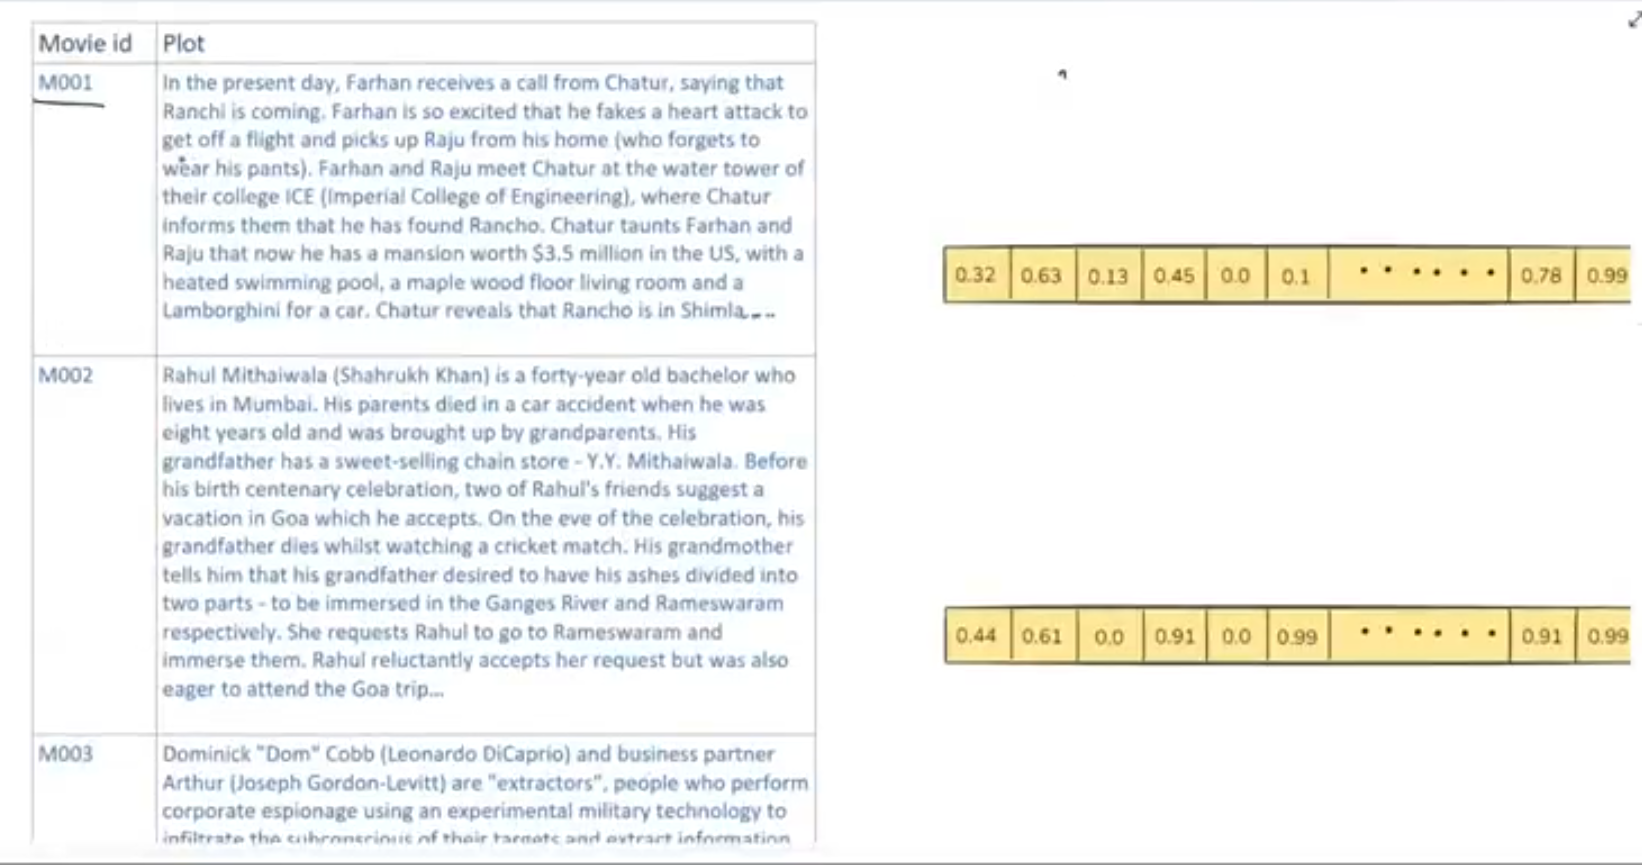 Movie id Plot
M001 In the present day, Farhan receives a call from Chatur, saying that
Ranchi is coming. Farhan is so excited that he fakes a heart attack to
get off a flight and picks up Raju from his home (who forgets to
wear his pants). Farhan and Raju meet Chatur at the water tower of
their college ICE (Imperial College of Engineering), where Chatur
informs them that he has found Rancho. Chatur taunts Farhan and
Raju that now he has a mansion worth $3.5 million in the US, with a
heated swimming pool, a maple wood floor living room and a
Lamborghini for a car. Chatur reveals that Rancho is in Shimla...
0.32 0.63 0.13 0.45 0.0 0.1 ...... 0.78 0.99
M002 Rahul Mithaiwala (Shahrukh Khan) is a forty-year old bachelor who
lives in Mumbai. His parents died in a car accident when he was
eight years old and was brought up by grandparents. His
grandfather has a sweet-selling chain store - Y.Y. Mithaiwala. Before
his birth centenary celebration, two of Rahul's friends suggest a
vacation in Goa which he accepts. On the eve of the celebration, his
grandfather dies whilst watching a cricket match. His grandmother
tells him that his grandfather desired to have his ashes divided into
two parts - to be immersed in the Ganges River and Rameswaram
respectively. She requests Rahul to go to Rameswaram and
immerse them. Rahul reluctantly accepts her request but was also
eager to attend the Goa trip...
0.44 0.61 0.0 0.91 0.0 0.99 ...... 0.91 0.99
M003 Dominick "Dom" Cobb (Leonardo DiCaprio) and business partner
Arthur (Joseph Gordon-Levitt) are "extractors", people who perform
corporate espionage using an experimental military technology to
infiltrate the subconscious of their targets and extract information